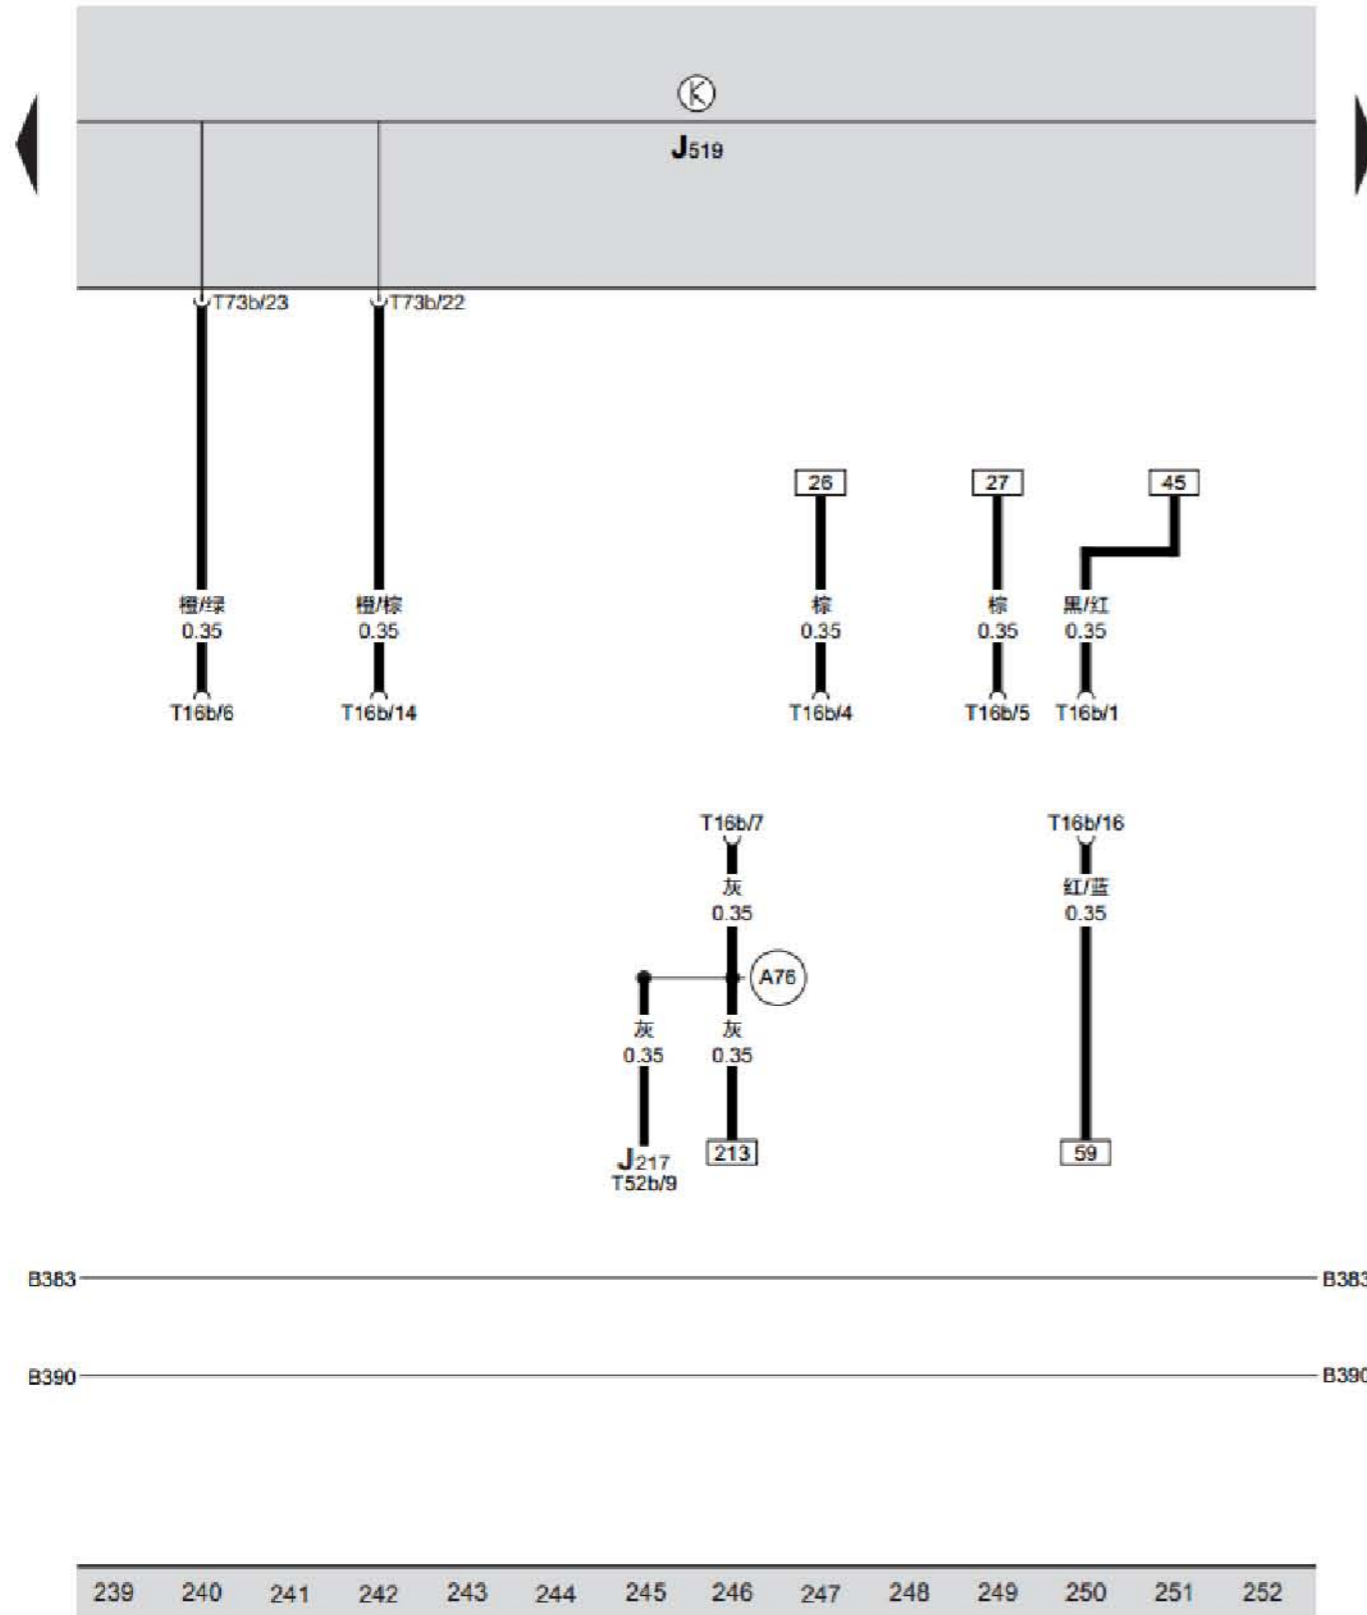 J519
T73b/23 T73b/22
26 27 45
橙/绿 橙/棕 棕 棕 黑/红
0.35 0.35 0.35 0.35 0.35
T16b/6 T16b/14 T16b/4 T16b/5 T16b/1
T16b/7 T16b/16
灰 红/蓝
0.35 0.35
A76
灰 灰
0.35 0.35
J217 213 59
T52b/9
B383 B383
B390 B390
239 240 241 242 243 244 245 246 247 248 249 250 251 252